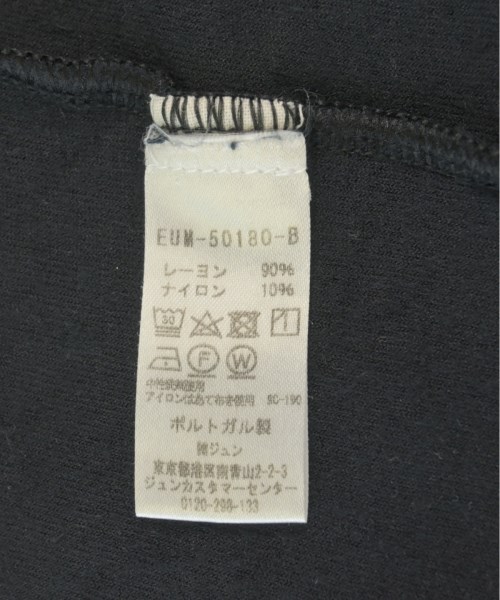 EUM-50180-B
レーヨン 90%
ナイロン 10%
30
F W
中性洗剤使用
アイロンは当て布を使用 SC-190
ポルトガル製
㈱ジュン
東京都港区南青山2-2-3
ジュンカスタマーセンター
0120-298-133